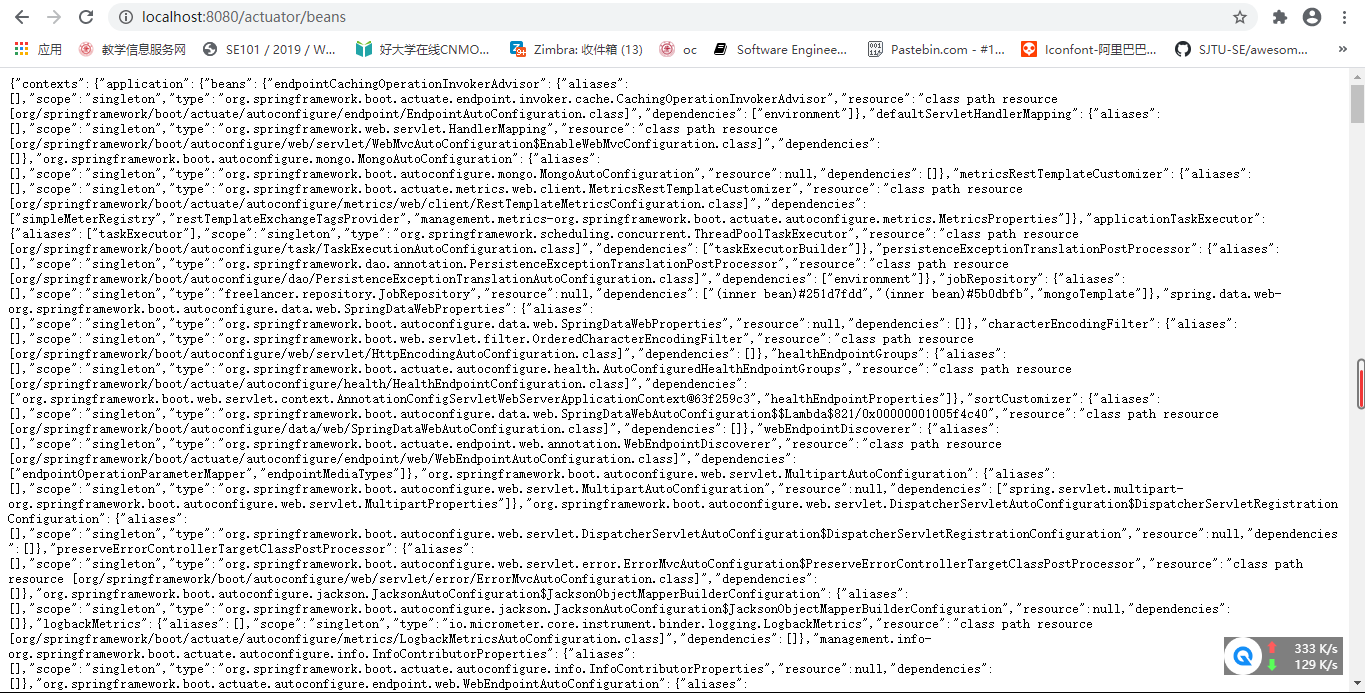 localhost:8080/actuator/beans
应用 教学信息服务网 SE101 / 2019 / W... 好大学在线CNMO... Zimbra: 收件箱 (13) oc Software Enginee... Pastebin.com - #1... Iconfont-阿里巴巴... SJTU-SE/awesom... »
{"contexts":{"application":{"beans":{"endpointCachingOperationInvokerAdvisor":{"aliases":
[],"scope":"singleton","type":"org.springframework.boot.actuate.endpoint.invoker.cache.CachingOperationInvokerAdvisor","resource":"class path resource
[org/springframework/boot/actuate/autoconfigure/endpoint/EndpointAutoConfiguration.class]","dependencies":["environment"]},"defaultServletHandlerMapping":{"aliases":
[],"scope":"singleton","type":"org.springframework.web.servlet.HandlerMapping","resource":"class path resource
[org/springframework/boot/autoconfigure/web/servlet/WebMvcAutoConfiguration$EnableWebMvcConfiguration.class]","dependencies":
[]},"org.springframework.boot.autoconfigure.mongo.MongoAutoConfiguration":{"aliases":
[],"scope":"singleton","type":"org.springframework.boot.autoconfigure.mongo.MongoAutoConfiguration","resource":null,"dependencies":[]},"metricsRestTemplateCustomizer":{"aliases":
[],"scope":"singleton","type":"org.springframework.boot.actuate.metrics.web.client.MetricsRestTemplateCustomizer","resource":"class path resource
[org/springframework/boot/actuate/autoconfigure/metrics/web/client/RestTemplateMetricsConfiguration.class]","dependencies":
["simpleMeterRegistry","restTemplateExchangeTagsProvider","management.metrics-org.springframework.boot.actuate.autoconfigure.metrics.MetricsProperties"]},"applicationTaskExecutor":
{"aliases":["taskExecutor"],"scope":"singleton","type":"org.springframework.scheduling.concurrent.ThreadPoolTaskExecutor","resource":"class path resource
[org/springframework/boot/autoconfigure/task/TaskExecutionAutoConfiguration.class]","dependencies":["taskExecutorBuilder"]},"persistenceExceptionTranslationPostProcessor":{"aliases":
[],"scope":"singleton","type":"org.springframework.dao.annotation.PersistenceExceptionTranslationPostProcessor","resource":"class path resource
[org/springframework/boot/autoconfigure/dao/PersistenceExceptionTranslationAutoConfiguration.class]","dependencies":["environment"]},"jobRepository":{"aliases":
[],"scope":"singleton","type":"freelancer.repository.JobRepository","resource":null,"dependencies":["(inner bean)#251d7fdd","(inner bean)#5b0dbfb","mongoTemplate"]},"spring.data.web-
org.springframework.boot.autoconfigure.data.web.SpringDataWebProperties":{"aliases":
[],"scope":"singleton","type":"org.springframework.boot.autoconfigure.data.web.SpringDataWebProperties","resource":null,"dependencies":[]},"characterEncodingFilter":{"aliases":
[],"scope":"singleton","type":"org.springframework.boot.web.servlet.filter.OrderedCharacterEncodingFilter","resource":"class path resource
[org/springframework/boot/autoconfigure/web/servlet/HttpEncodingAutoConfiguration.class]","dependencies":[]},"healthEndpointGroups":{"aliases":
[],"scope":"singleton","type":"org.springframework.boot.actuate.autoconfigure.health.AutoConfiguredHealthEndpointGroups","resource":"class path resource
[org/springframework/boot/actuate/autoconfigure/health/HealthEndpointConfiguration.class]","dependencies":
["org.springframework.boot.web.servlet.context.AnnotationConfigServletWebServerApplicationContext@63f259c3","healthEndpointProperties"]},"sortCustomizer":{"aliases":
[],"scope":"singleton","type":"org.springframework.boot.autoconfigure.data.web.SpringDataWebAutoConfiguration$$Lambda$821/0x00000001005f4c40","resource":"class path resource
[org/springframework/boot/autoconfigure/data/web/SpringDataWebAutoConfiguration.class]","dependencies":[]},"webEndpointDiscoverer":{"aliases":
[],"scope":"singleton","type":"org.springframework.boot.actuate.endpoint.web.annotation.WebEndpointDiscoverer","resource":"class path resource
[org/springframework/boot/actuate/autoconfigure/endpoint/web/WebEndpointAutoConfiguration.class]","dependencies":
["endpointOperationParameterMapper","endpointMediaTypes"]},"org.springframework.boot.autoconfigure.web.servlet.MultipartAutoConfiguration":{"aliases":
[],"scope":"singleton","type":"org.springframework.boot.autoconfigure.web.servlet.MultipartAutoConfiguration","resource":null,"dependencies":["spring.servlet.multipart-
org.springframework.boot.autoconfigure.web.servlet.MultipartProperties"]},"org.springframework.boot.autoconfigure.web.servlet.DispatcherServletAutoConfiguration$DispatcherServletRegistration
Configuration":{"aliases":
[],"scope":"singleton","type":"org.springframework.boot.autoconfigure.web.servlet.DispatcherServletAutoConfiguration$DispatcherServletRegistrationConfiguration","resource":null,"dependencies
":[]},"preserveErrorControllerTargetClassPostProcessor":{"aliases":
[],"scope":"singleton","type":"org.springframework.boot.autoconfigure.web.servlet.error.ErrorMvcAutoConfiguration$PreserveErrorControllerTargetClassPostProcessor","resource":"class path
resource [org/springframework/boot/autoconfigure/web/servlet/error/ErrorMvcAutoConfiguration.class]","dependencies":
[]},"org.springframework.boot.autoconfigure.jackson.JacksonAutoConfiguration$JacksonObjectMapperBuilderConfiguration":{"aliases":
[],"scope":"singleton","type":"org.springframework.boot.autoconfigure.jackson.JacksonAutoConfiguration$JacksonObjectMapperBuilderConfiguration","resource":null,"dependencies":
[]},"logbackMetrics":{"aliases":[],"scope":"singleton","type":"io.micrometer.core.instrument.binder.logging.LogbackMetrics","resource":"class path resource
[org/springframework/boot/actuate/autoconfigure/metrics/LogbackMetricsAutoConfiguration.class]","dependencies":[]},"management.info-
org.springframework.boot.actuate.autoconfigure.info.InfoContributorProperties":{"aliases":
[],"scope":"singleton","type":"org.springframework.boot.actuate.autoconfigure.info.InfoContributorProperties","resource":null,"dependencies":
[]},"org.springframework.boot.actuate.autoconfigure.endpoint.web.WebEndpointAutoConfiguration":{"aliases":
333 K/s
129 K/s